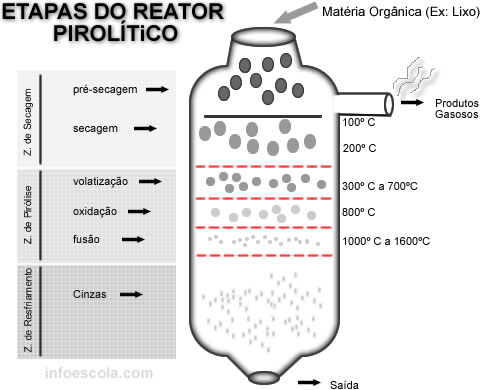 ETAPAS DO REATOR
PIROLÍTiCO
Matéria Orgânica (Ex: Lixo)
Produtos
Gasosos
Z. de Secagem
pré-secagem
secagem
100º C
200º C
Z. de Pirólise
volatização
oxidação
fusão
300º C a 700ºC
800º C
1000º C a 1600ºC
Z. de Resfriamento
Cinzas
infoescola.com
Saída